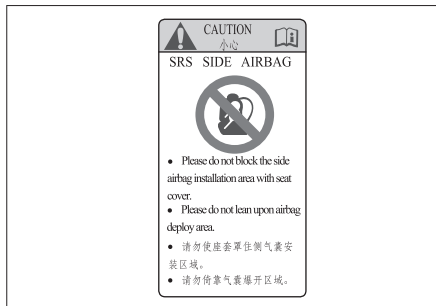 CAUTION
小心
SRS SIDE AIRBAG
• Please do not block the side
airbag installation area with seat
cover.
• Please do not lean upon airbag
deploy area.
• 请勿使座套罩住侧气囊安
装区域。
• 请勿倚靠气囊爆开区域。